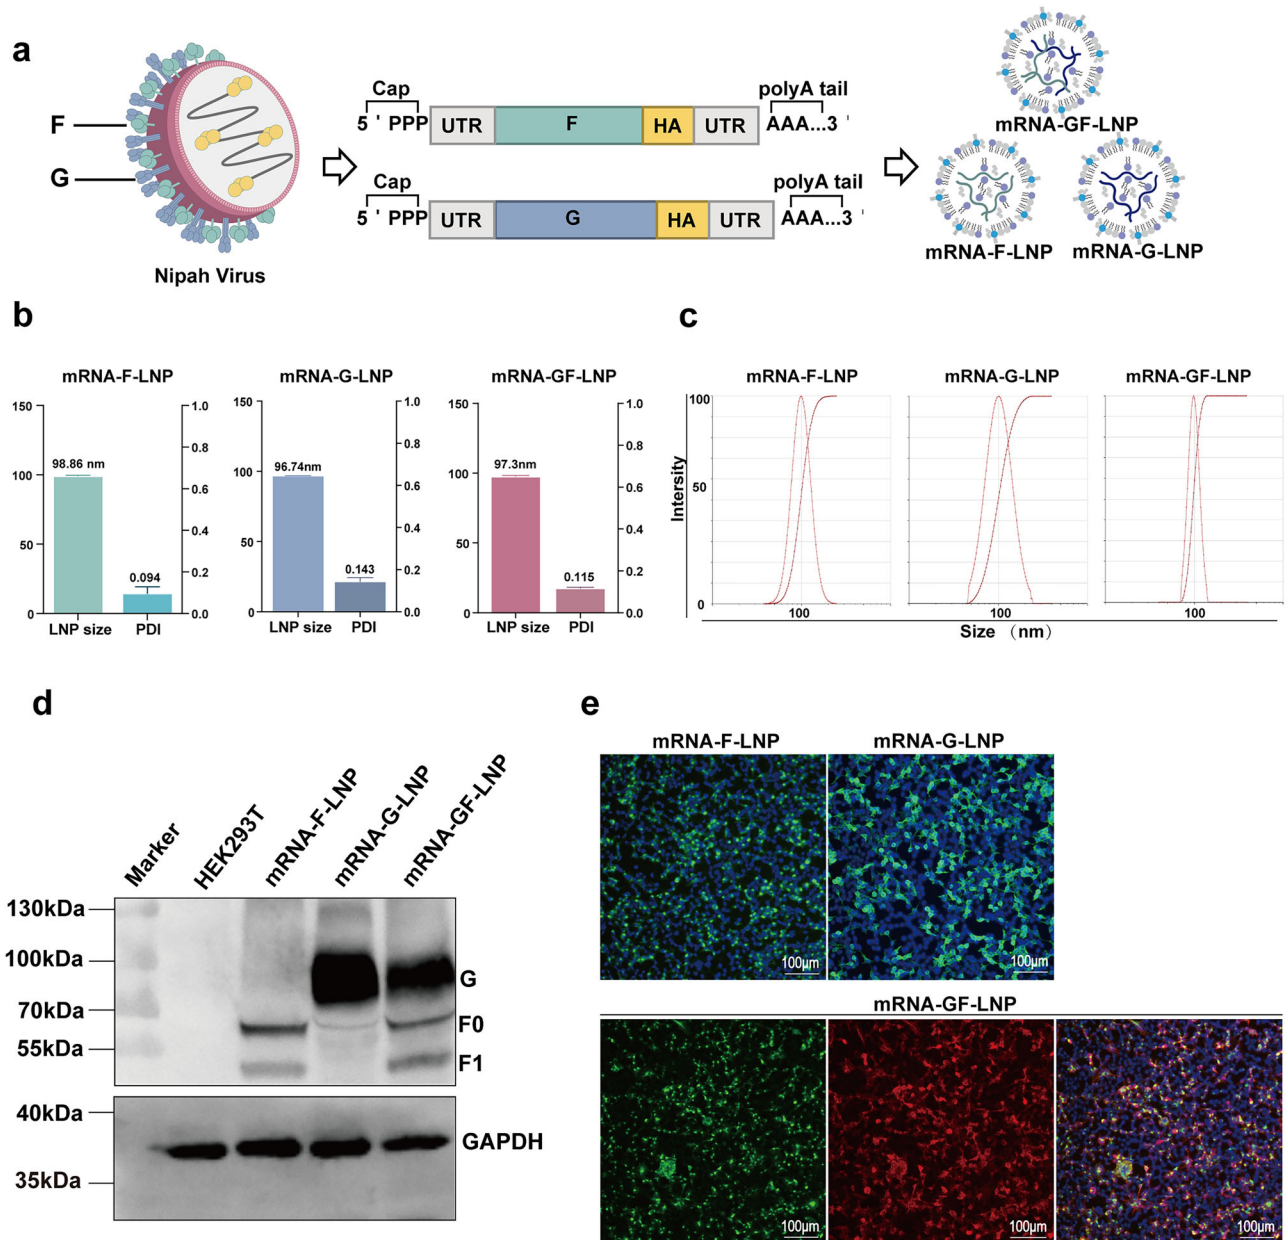 a
F
G
Nipah Virus
Cap
5 ' PPP UTR F HA UTR AAA...3 '
polyA tail
Cap
5 ' PPP UTR G HA UTR AAA...3 '
polyA tail
mRNA-GF-LNP
mRNA-F-LNP
mRNA-G-LNP
b
mRNA-F-LNP
150
100
50
0
98.86 nm
0.094
1.0
0.8
0.6
0.4
0.2
0.0
LNP size PDI
mRNA-G-LNP
150
100
50
0
96.74nm
0.143
1.0
0.8
0.6
0.4
0.2
0.0
LNP size PDI
mRNA-GF-LNP
150
100
50
0
97.3nm
0.115
1.0
0.8
0.6
0.4
0.2
0.0
LNP size PDI
c
mRNA-F-LNP
mRNA-G-LNP
mRNA-GF-LNP
Intersity
100
50
0
100
100
100
Size （nm）
d
Marker
HEK293T
mRNA-F-LNP
mRNA-G-LNP
mRNA-GF-LNP
130kDa
100kDa
70kDa
55kDa
40kDa
35kDa
G
F0
F1
GAPDH
e
mRNA-F-LNP
mRNA-G-LNP
100μm
100μm
mRNA-GF-LNP
100μm
100μm
100μm